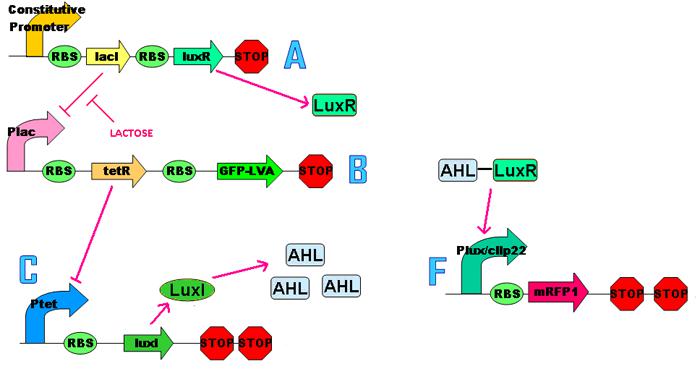 Constitutive
Promoter
RBS lacI RBS luxR STOP A
LuxR
LACTOSE
Plac
RBS tetR RBS GFP-LVA STOP B
AHL LuxR
Plux/cIIp22
F
RBS mRFP1 STOP STOP
C
Ptet
LuxI
AHL
AHL AHL
RBS luxI STOP STOP